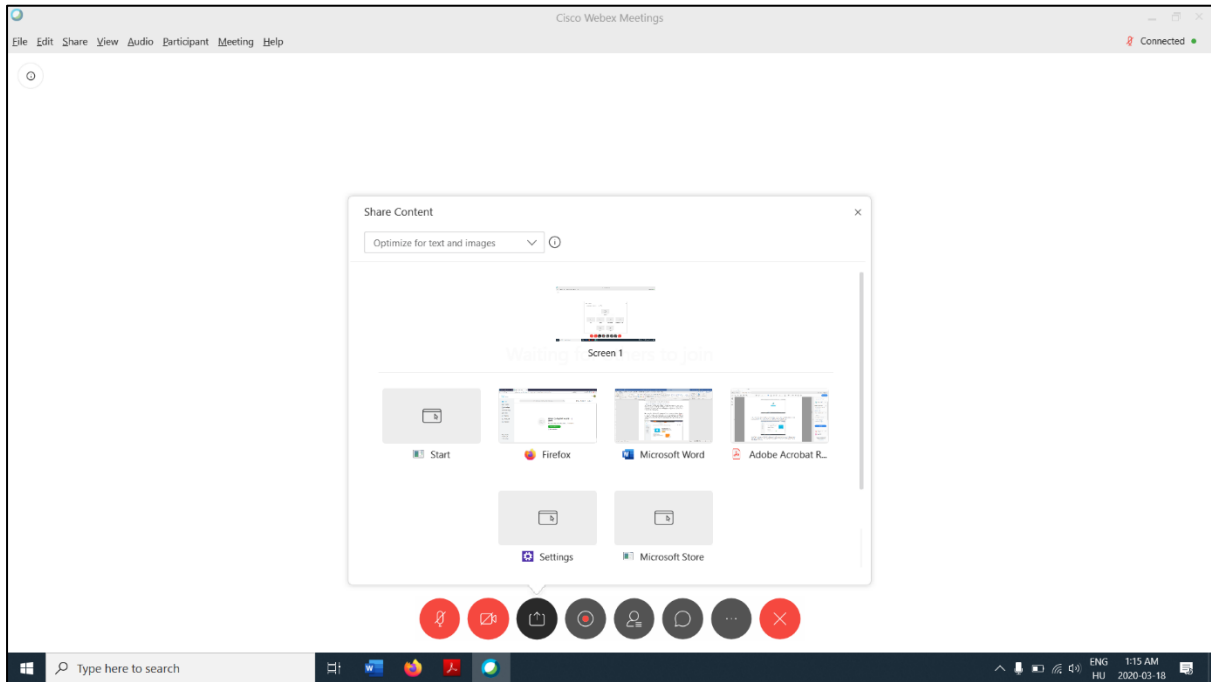 Cisco Webex Meetings
File Edit Share View Audio Participant Meeting Help
Connected
Share Content
Optimize for text and images
Screen 1
Start Firefox Microsoft Word Adobe Acrobat R...
Settings Microsoft Store
Type here to search
ENG 1:15 AM
HU 2020-03-18